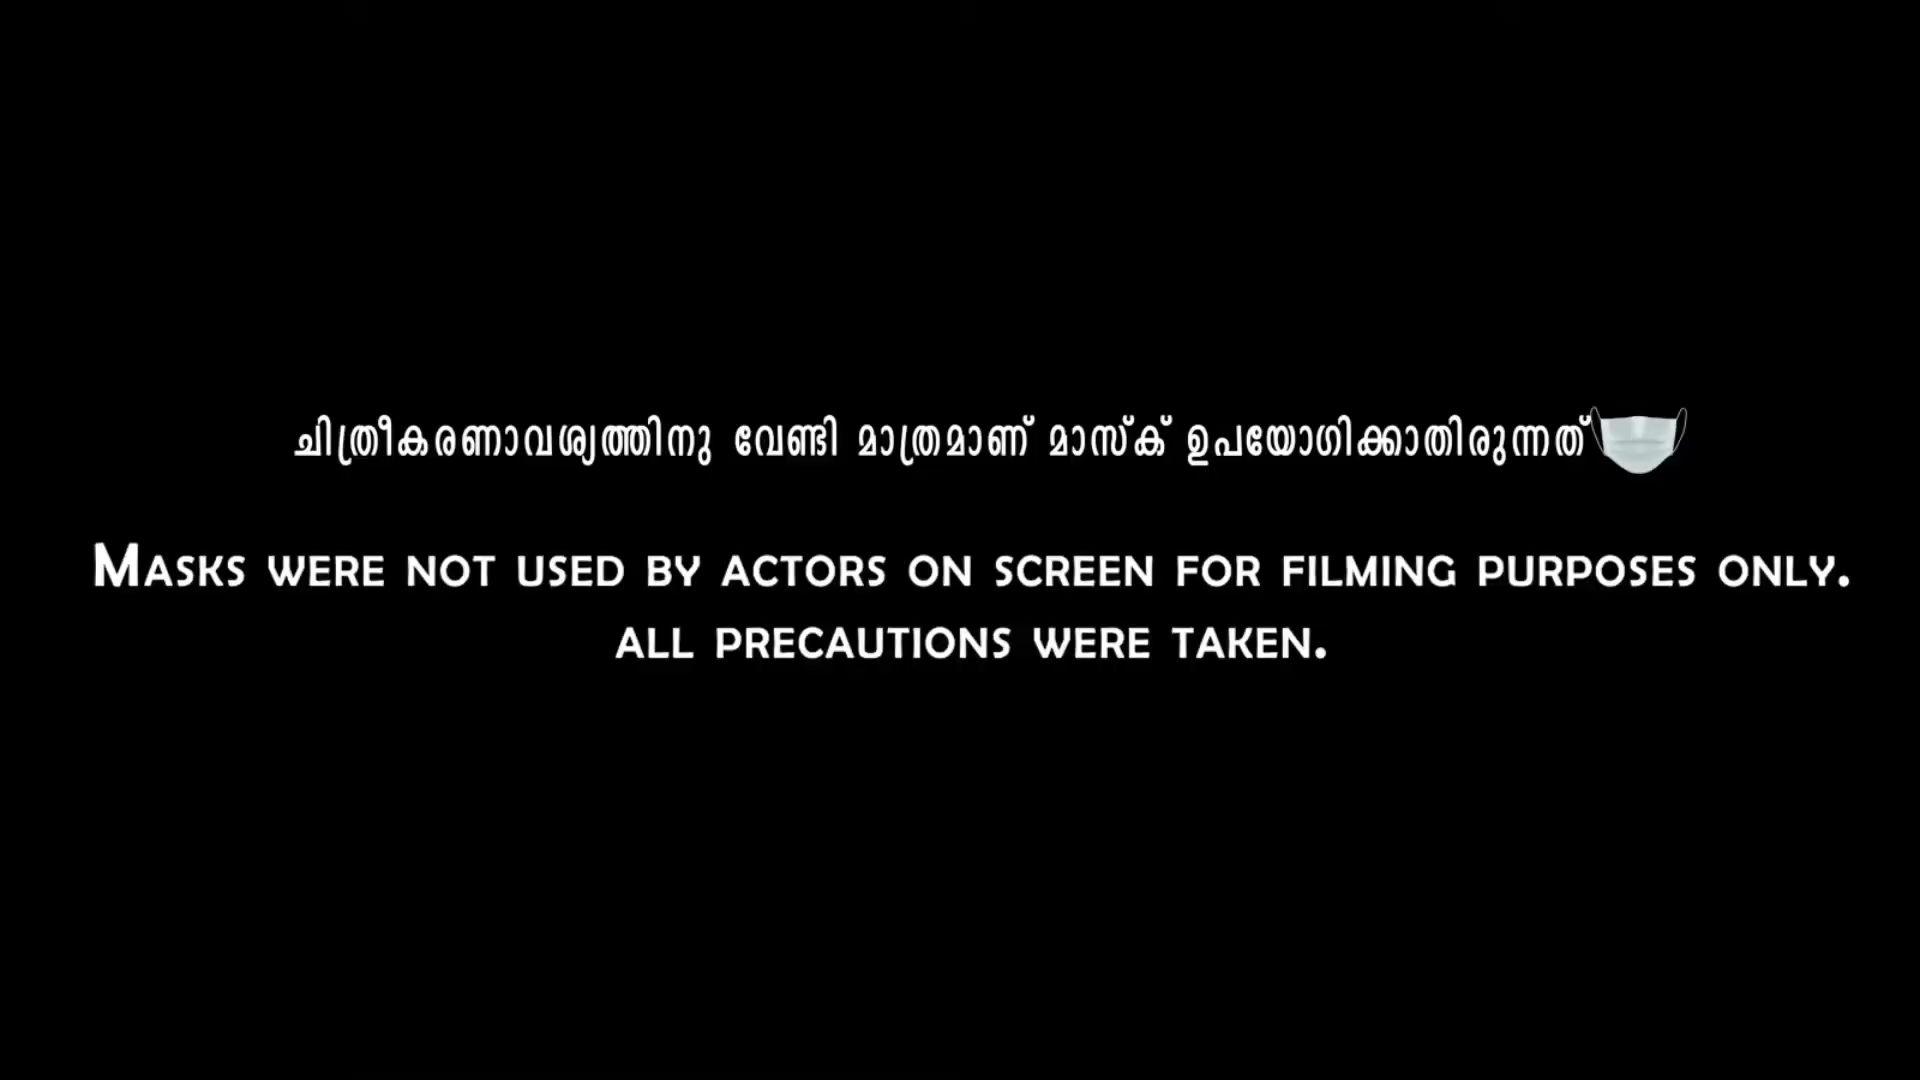 ചിത്രീകരണാവശ്യത്തിനു വേണ്ടി മാത്രമാണ് മാസ്ക് ഉപയോഗിക്കാതിരുന്നത്
Masks were not used by actors on screen for filming purposes only.
all precautions were taken.